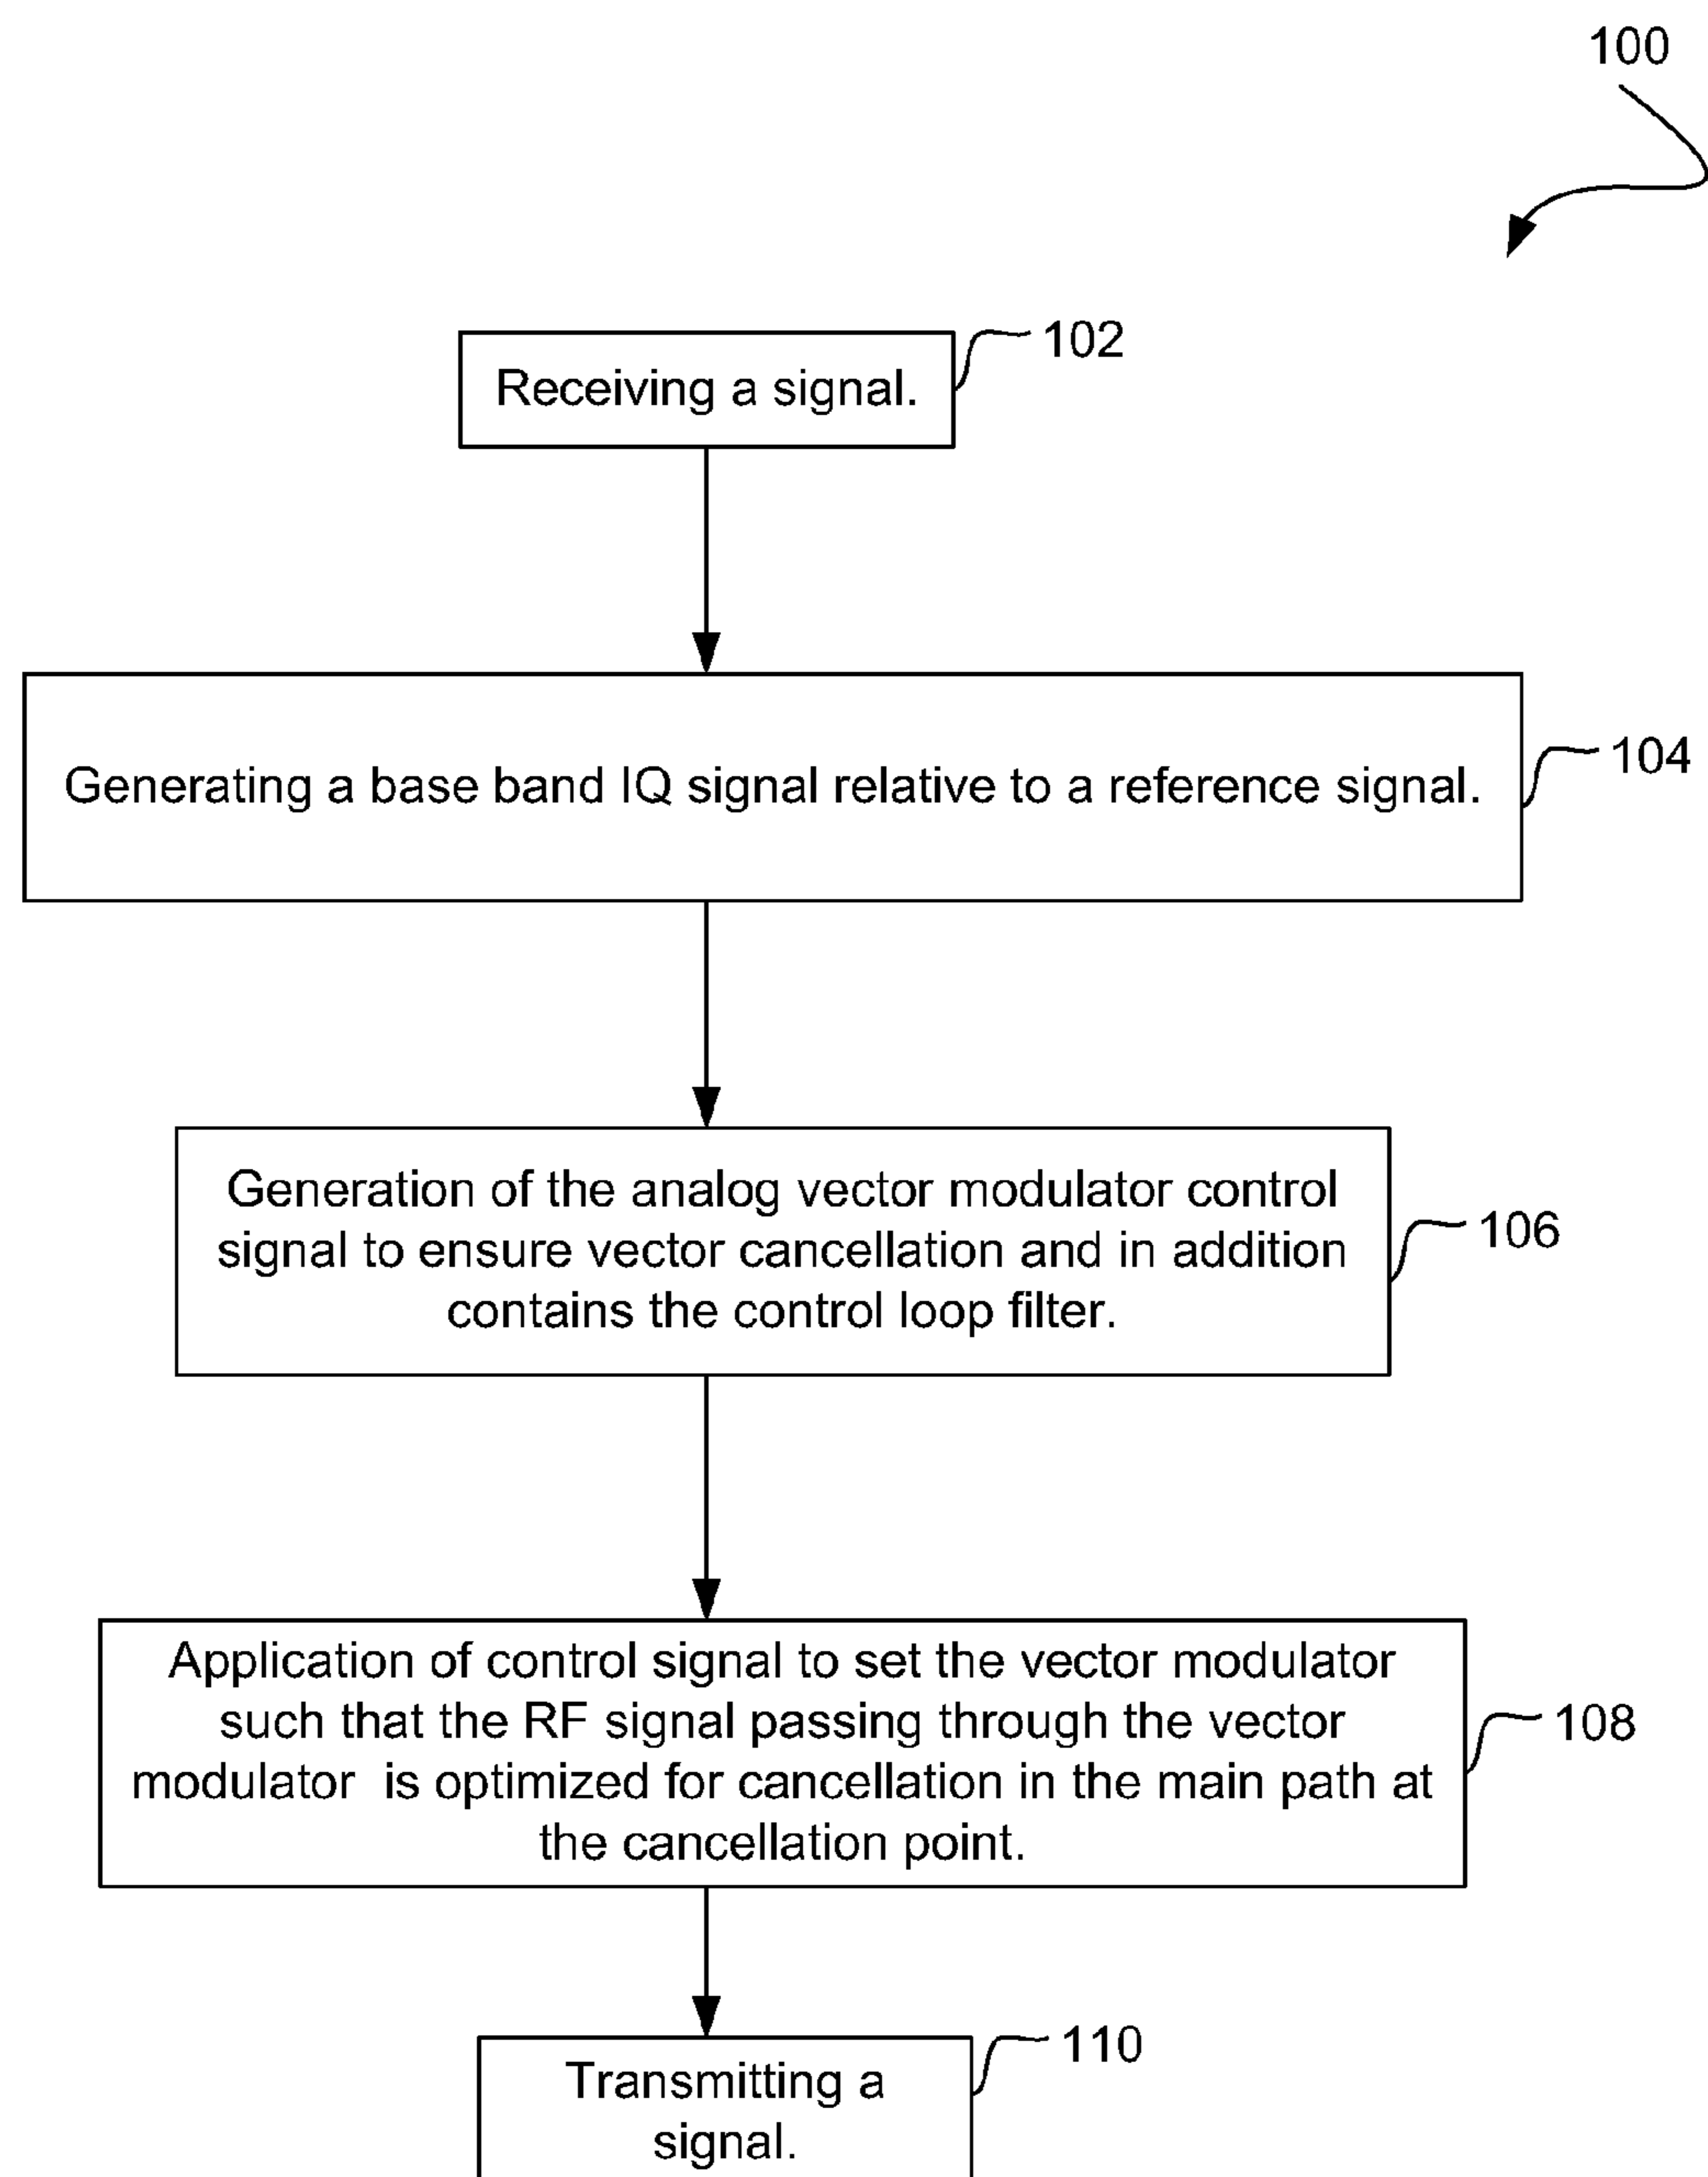 100
102
Receiving a signal.
104
Generating a base band IQ signal relative to a reference signal.
Generation of the analog vector modulator control
signal to ensure vector cancellation and in addition
contains the control loop filter.
106
Application of control signal to set the vector modulator
such that the RF signal passing through the vector
modulator is optimized for cancellation in the main path at
the cancellation point.
108
110
Transmitting a
signal.